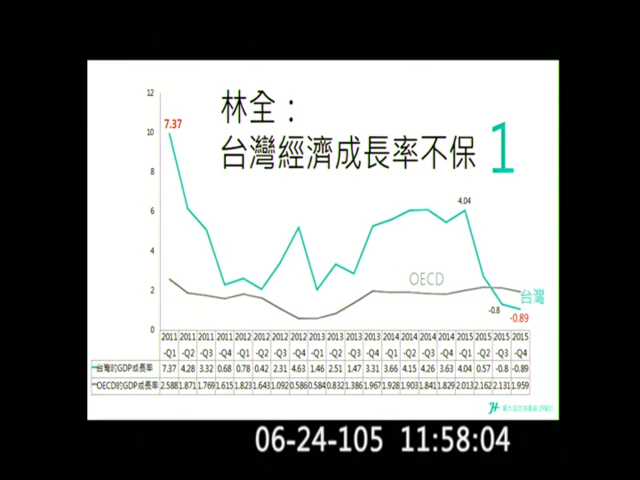 林全：
台灣經濟成長率不保 1
12
10
8
6
4
2
0
7.37
4.04
OECD
台灣
-0.8
-0.89
2011 2011 2011 2011 2012 2012 2012 2012 2013 2013 2013 2013 2014 2014 2014 2014 2015 2015 2015 2015
-Q1 -Q2 -Q3 -Q4 -Q1 -Q2 -Q3 -Q4 -Q1 -Q2 -Q3 -Q4 -Q1 -Q2 -Q3 -Q4 -Q1 -Q2 -Q3 -Q4
台灣的GDP成長率 7.37 4.28 3.32 0.68 0.78 0.42 2.31 4.63 1.46 2.51 1.47 3.31 3.66 4.15 4.26 3.63 4.04 0.57 -0.8 -0.89
OECD的GDP成長率 2.588 1.871 1.769 1.615 1.823 1.643 1.092 0.586 0.584 0.832 1.386 1.967 1.928 1.903 1.841 1.829 2.013 2.162 2.131 1.959
06-24-105 11:58:04